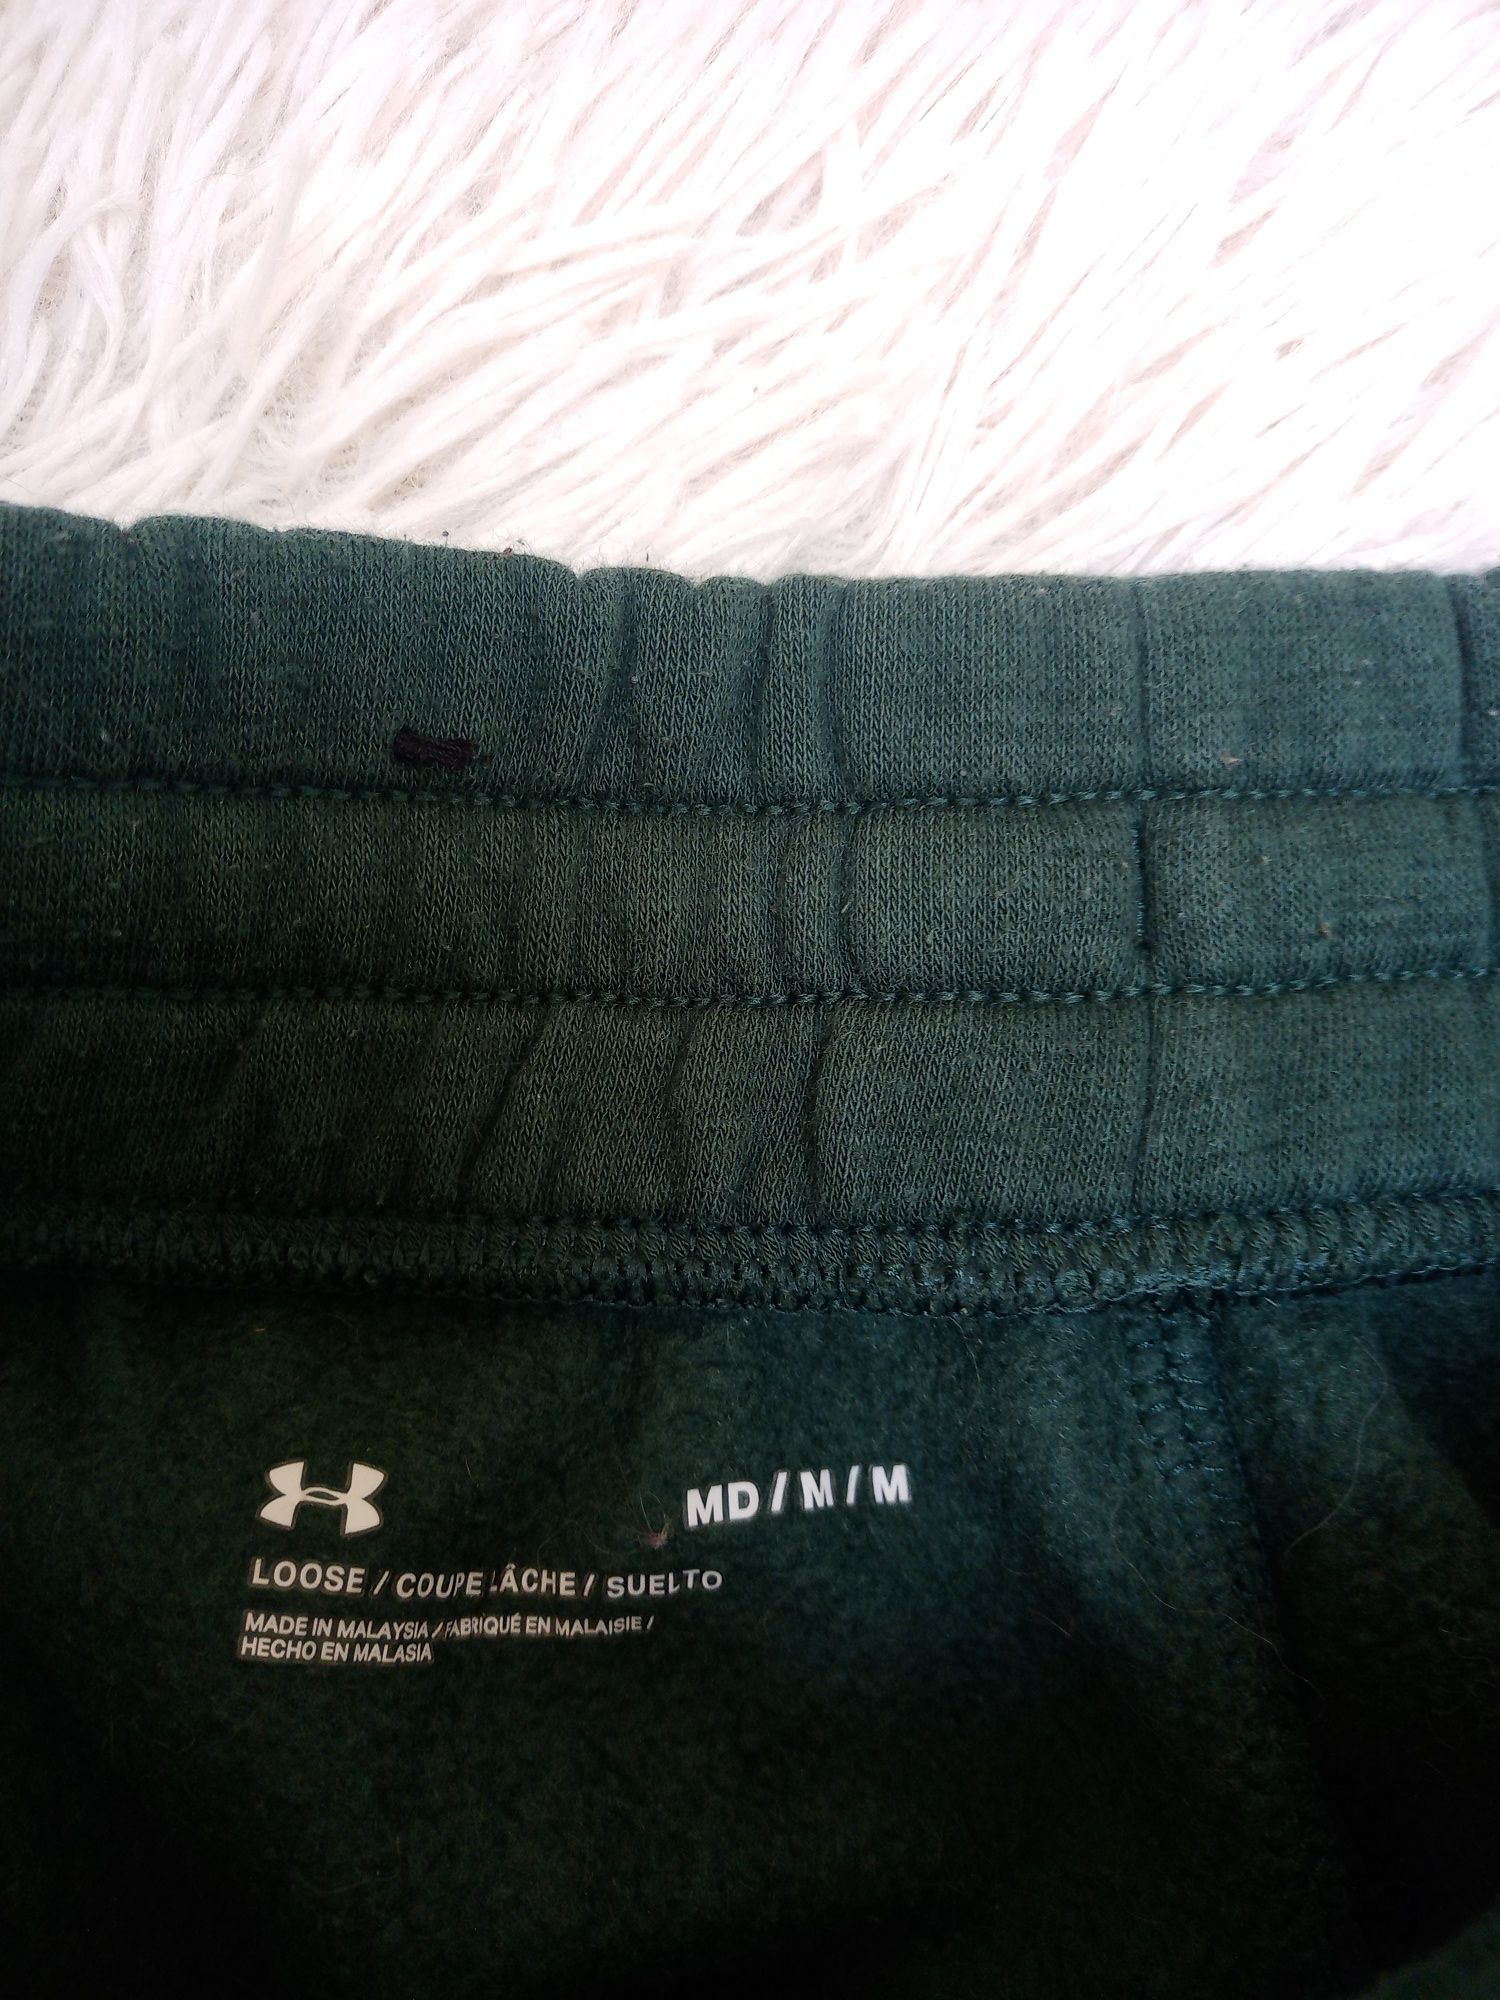 MD / M / M
LOOSE / COUPE LÂCHE / SUELTO
MADE IN MALAYSIA / FABRIQUÉ EN MALAISIE /
HECHO EN MALASIA